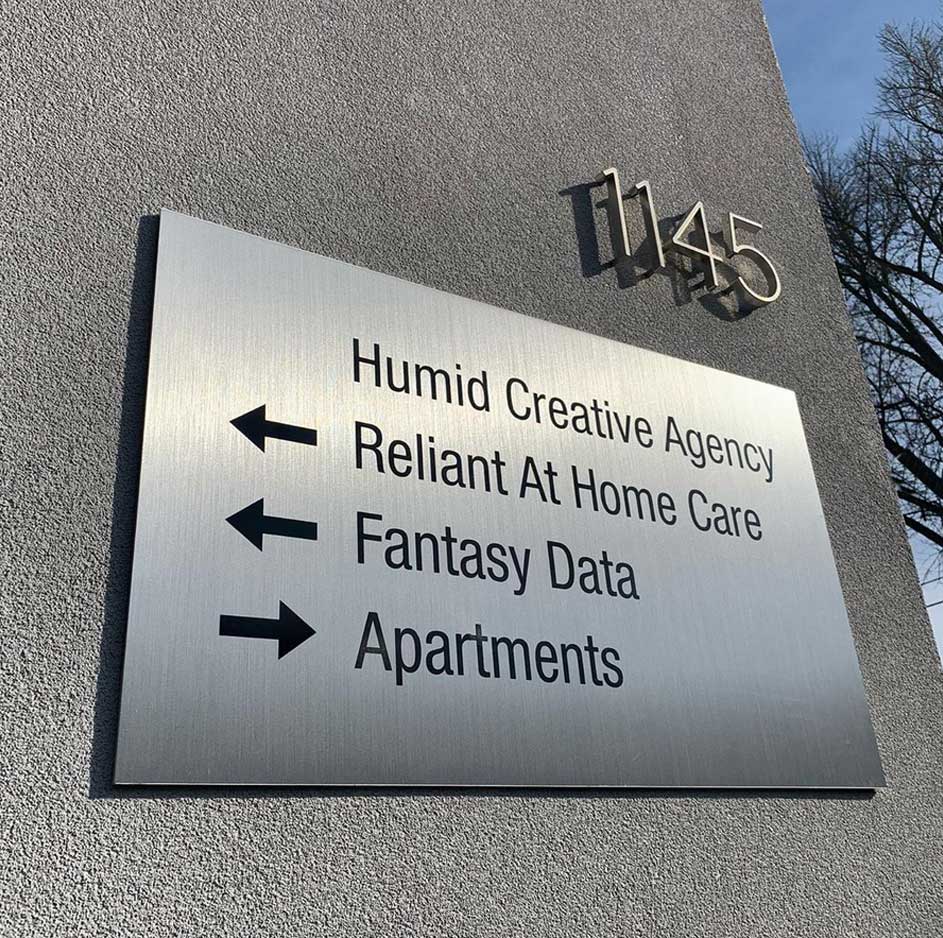 1145
Humid Creative Agency
Reliant At Home Care
Fantasy Data
Apartments